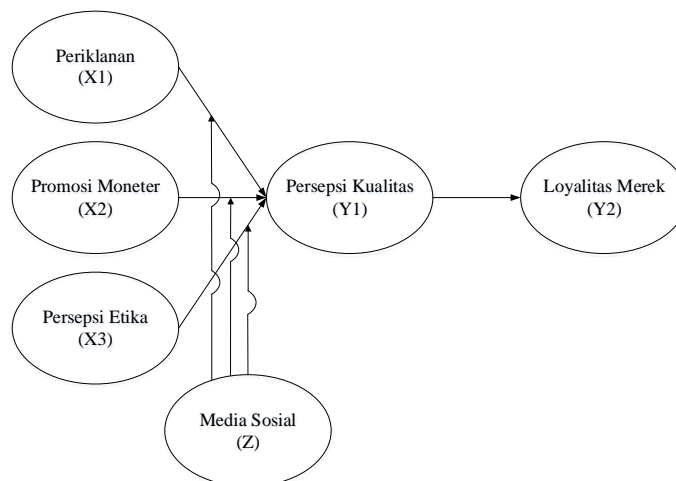 Periklanan
(X1)
Promosi Moneter
(X2)
Persepsi Kualitas
(Y1)
Loyalitas Merek
(Y2)
Persepsi Etika
(X3)
Media Sosial
(Z)